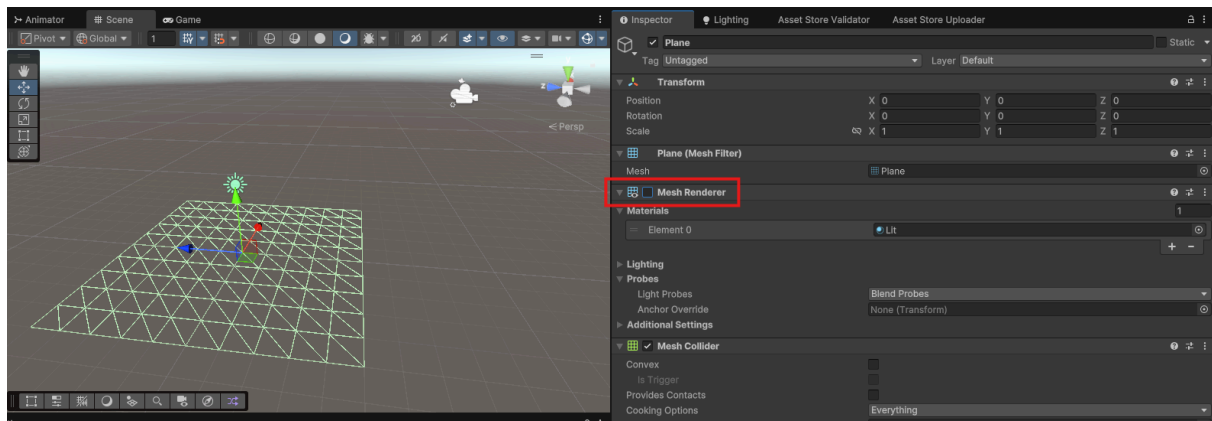 Animator Scene Game
Pivot Global 1 2D
z
Persp
Inspector Lighting Asset Store Validator Asset Store Uploader
Plane Static
Tag Untagged Layer Default
Transform
Position X 0 Y 0 Z 0
Rotation X 0 Y 0 Z 0
Scale X 1 Y 1 Z 1
Plane (Mesh Filter)
Mesh Plane
Mesh Renderer
Materials 1
Element 0 Lit
+ -
Lighting
Probes
Light Probes Blend Probes
Anchor Override None (Transform)
Additional Settings
Mesh Collider
Convex
Is Trigger
Provides Contacts
Cooking Options Everything